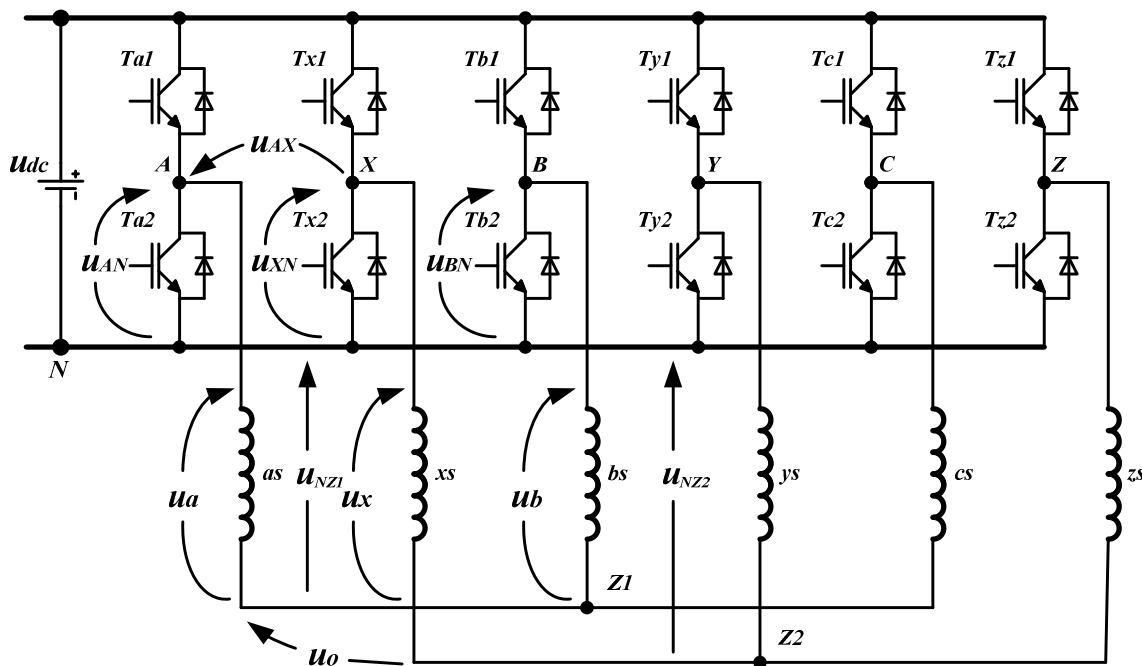 Ta1 Tx1 Tb1 Ty1 Tc1 Tz1
udc + - A uAX X B Y C Z
Ta2 Tx2 Tb2 Ty2 Tc2 Tz2
uAN uXN uBN
N
ua as uNZ1 ux xs ub bs uNZ2 ys cs zs
Z1
Z2
uo